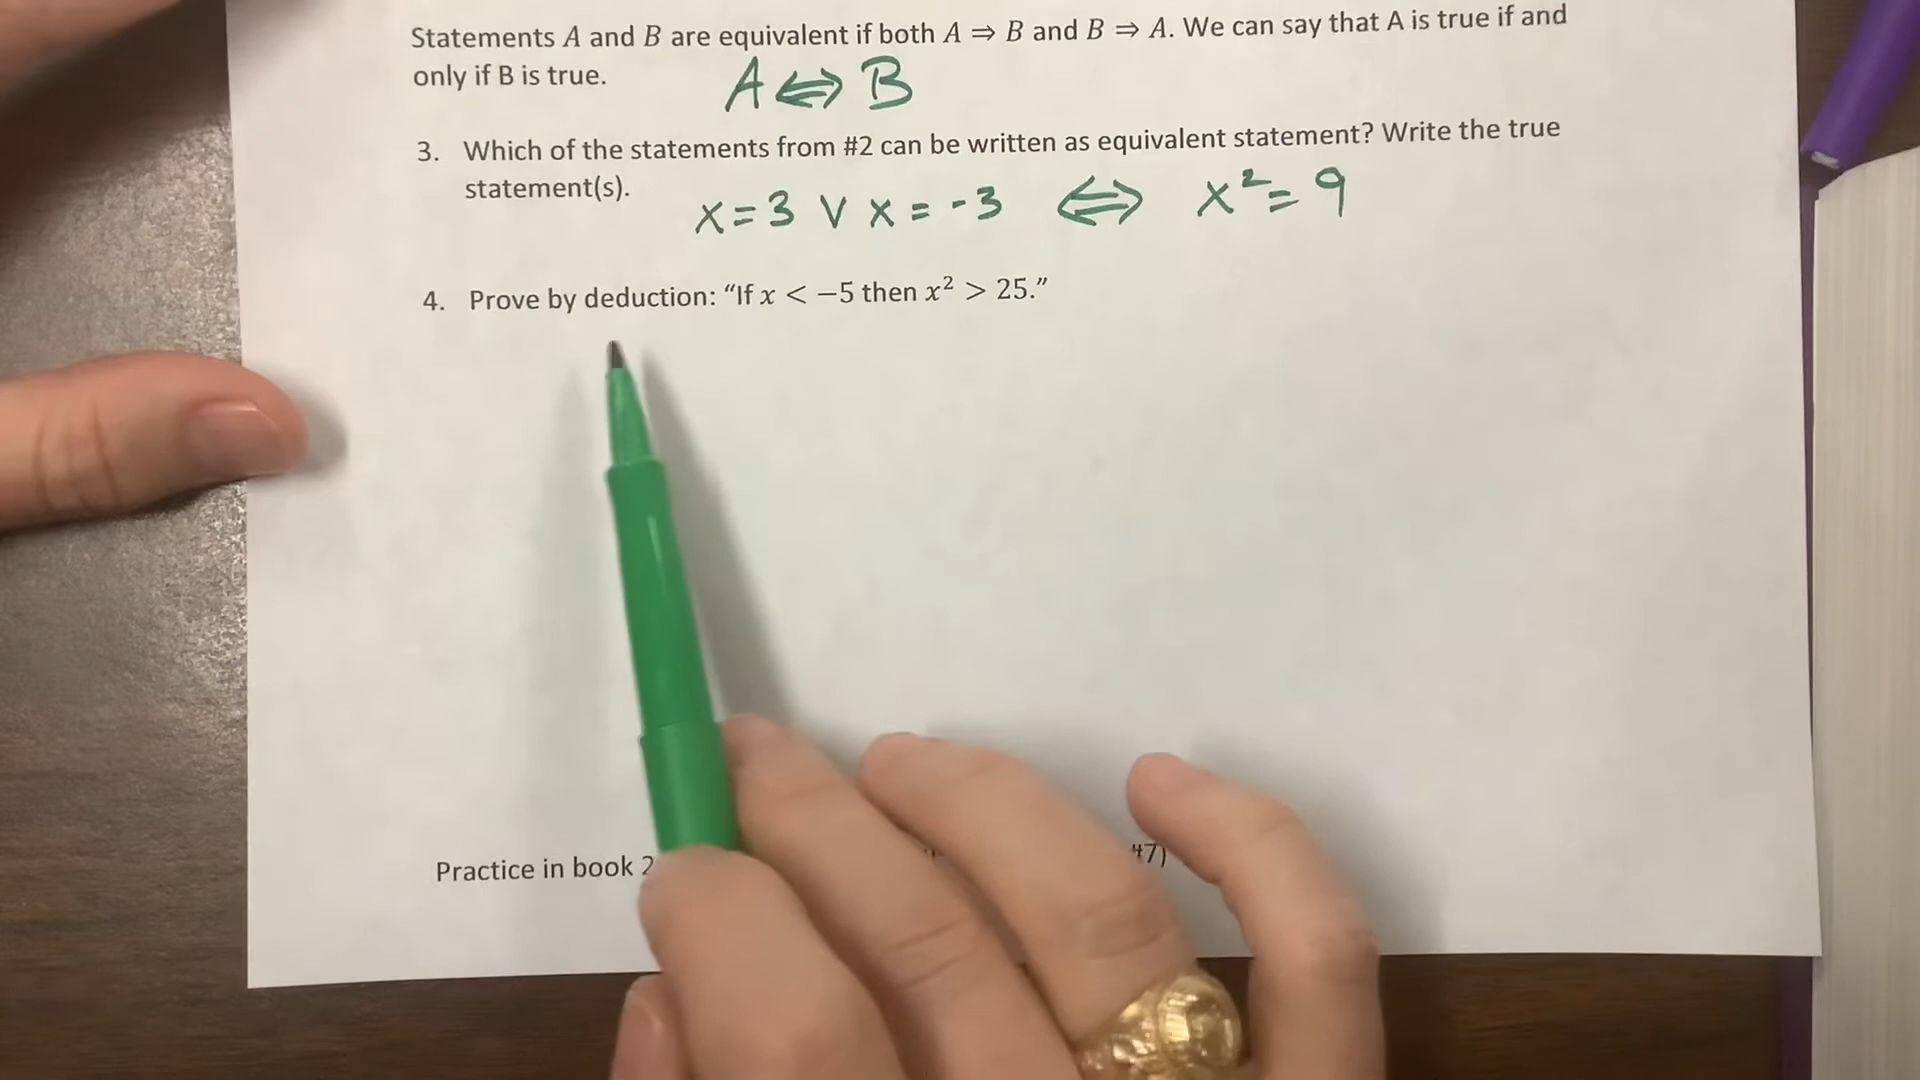 Statements A and B are equivalent if both A ⇒ B and B ⇒ A. We can say that A is true if and
only if B is true.
A ⇔ B
3. Which of the statements from #2 can be written as equivalent statement? Write the true
statement(s).
x = 3 ∨ x = -3 ⇔ x² = 9
4. Prove by deduction: “If x < −5 then x² > 25.”
Practice in book 2 #7)